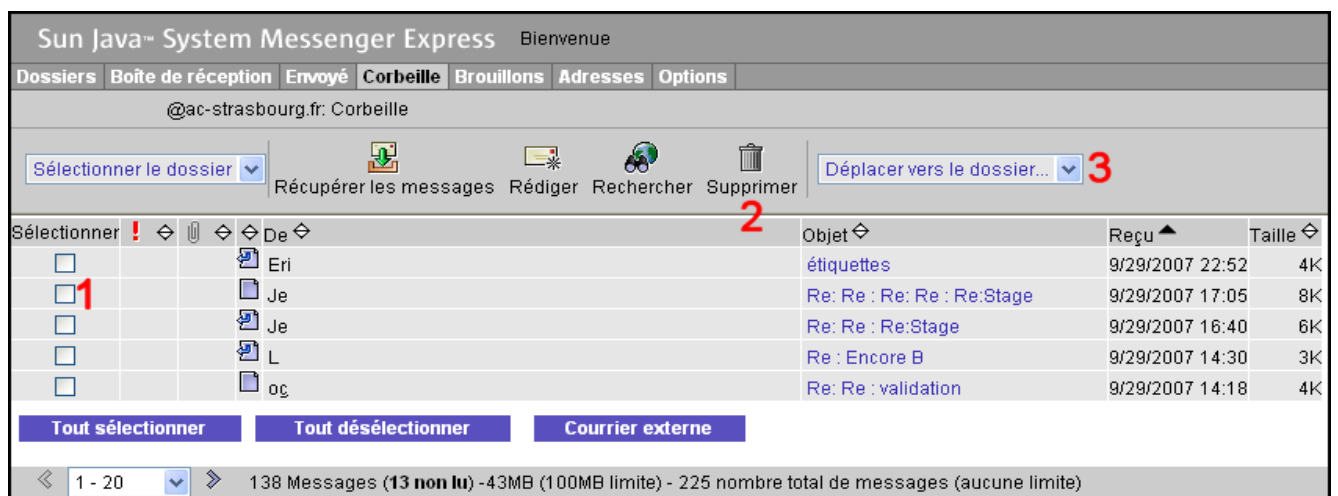 Sun Java™ System Messenger Express Bienvenue
Dossiers Boîte de réception Envoyé Corbeille Brouillons Adresses Options
@ac-strasbourg.fr: Corbeille
Sélectionner le dossier Récupérer les messages Rédiger Rechercher Supprimer Déplacer vers le dossier... 3
2
Sélectionner ! De Objet Reçu Taille
Eri étiquettes 9/29/2007 22:52 4K
1 Je Re: Re : Re: Re : Re:Stage 9/29/2007 17:05 8K
Je Re: Re : Re:Stage 9/29/2007 16:40 6K
L Re : Encore B 9/29/2007 14:30 3K
oç Re: Re : validation 9/29/2007 14:18 4K
Tout sélectionner Tout désélectionner Courrier externe
1 - 20 138 Messages (13 non lu) -43MB (100MB limite) - 225 nombre total de messages (aucune limite)